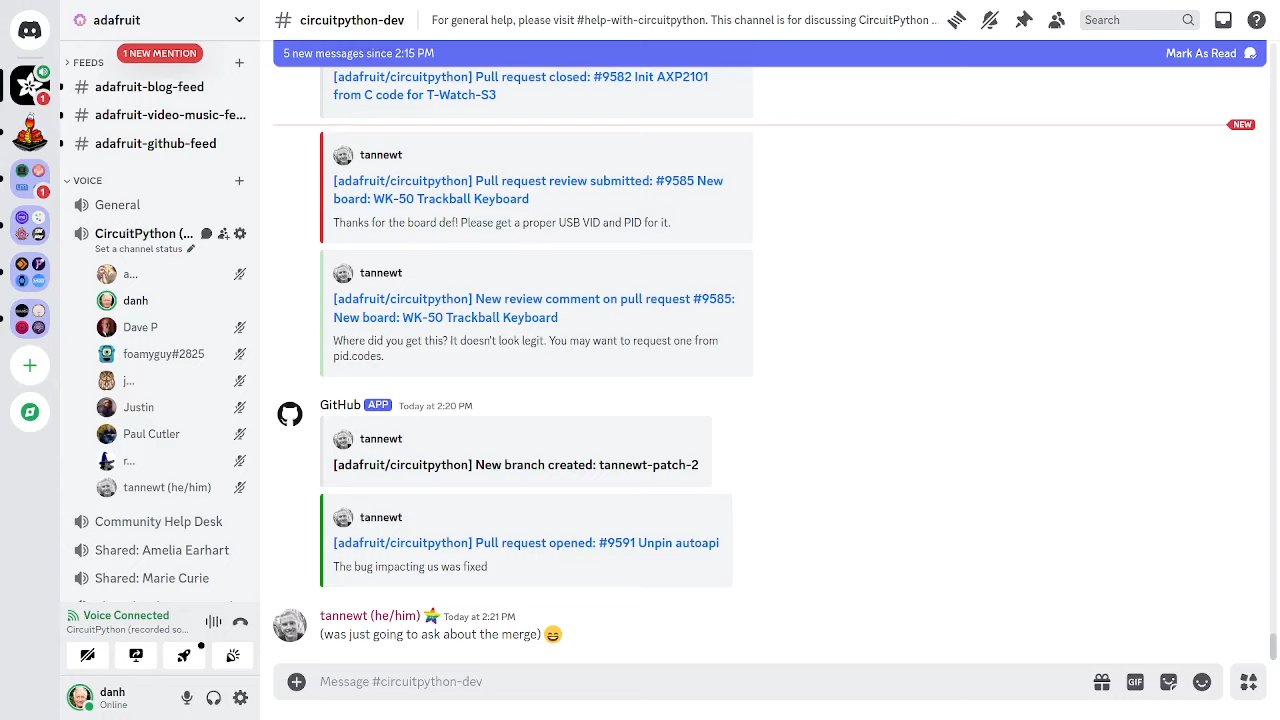 adafruit
circuitpython-dev
For general help, please visit #help-with-circuitpython. This channel is for discussing CircuitPython ...
Search
1 NEW MENTION
5 new messages since 2:15 PM
Mark As Read
FEEDS
adafruit-blog-feed
adafruit-video-music-fe...
adafruit-github-feed
VOICE
General
CircuitPython (...
Set a channel status
a...
danh
Dave P
foamyguy#2825
j...
Justin
Paul Cutler
r...
tannewt (he/him)
Community Help Desk
Shared: Amelia Earhart
Shared: Marie Curie
Voice Connected
CircuitPython (recorded so...
danh
Online
1
1
[adafruit/circuitpython] Pull request closed: #9582 Init AXP2101
from C code for T-Watch-S3
NEW
tannewt
[adafruit/circuitpython] Pull request review submitted: #9585 New
board: WK-50 Trackball Keyboard
Thanks for the board def! Please get a proper USB VID and PID for it.
tannewt
[adafruit/circuitpython] New review comment on pull request #9585:
New board: WK-50 Trackball Keyboard
Where did you get this? It doesn't look legit. You may want to request one from
pid.codes.
GitHub APP Today at 2:20 PM
tannewt
[adafruit/circuitpython] New branch created: tannewt-patch-2
tannewt
[adafruit/circuitpython] Pull request opened: #9591 Unpin autoapi
The bug impacting us was fixed
tannewt (he/him) Today at 2:21 PM
(was just going to ask about the merge) 😄
Message #circuitpython-dev
GIF